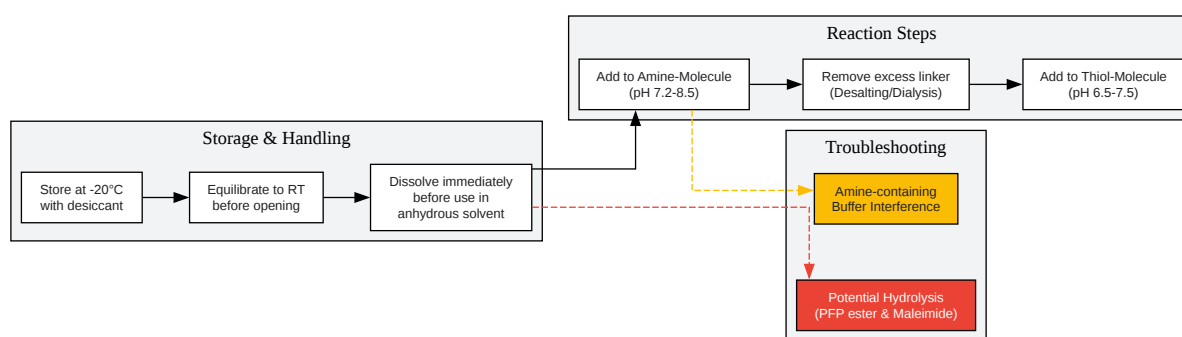 Reaction Steps
Add to Amine-Molecule
(pH 7.2-8.5)
Remove excess linker
(Desalting/Dialysis)
Add to Thiol-Molecule
(pH 6.5-7.5)
Storage & Handling
Store at -20°C
with desiccant
Equilibrate to RT
before opening
Dissolve immediately
before use in
anhydrous solvent
Troubleshooting
Amine-containing
Buffer Interference
Potential Hydrolysis
(PFP ester & Maleimide)